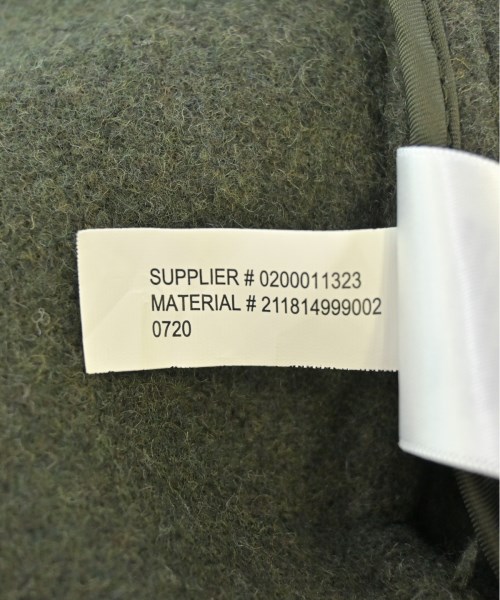 SUPPLIER # 0200011323
MATERIAL # 211814999002
0720